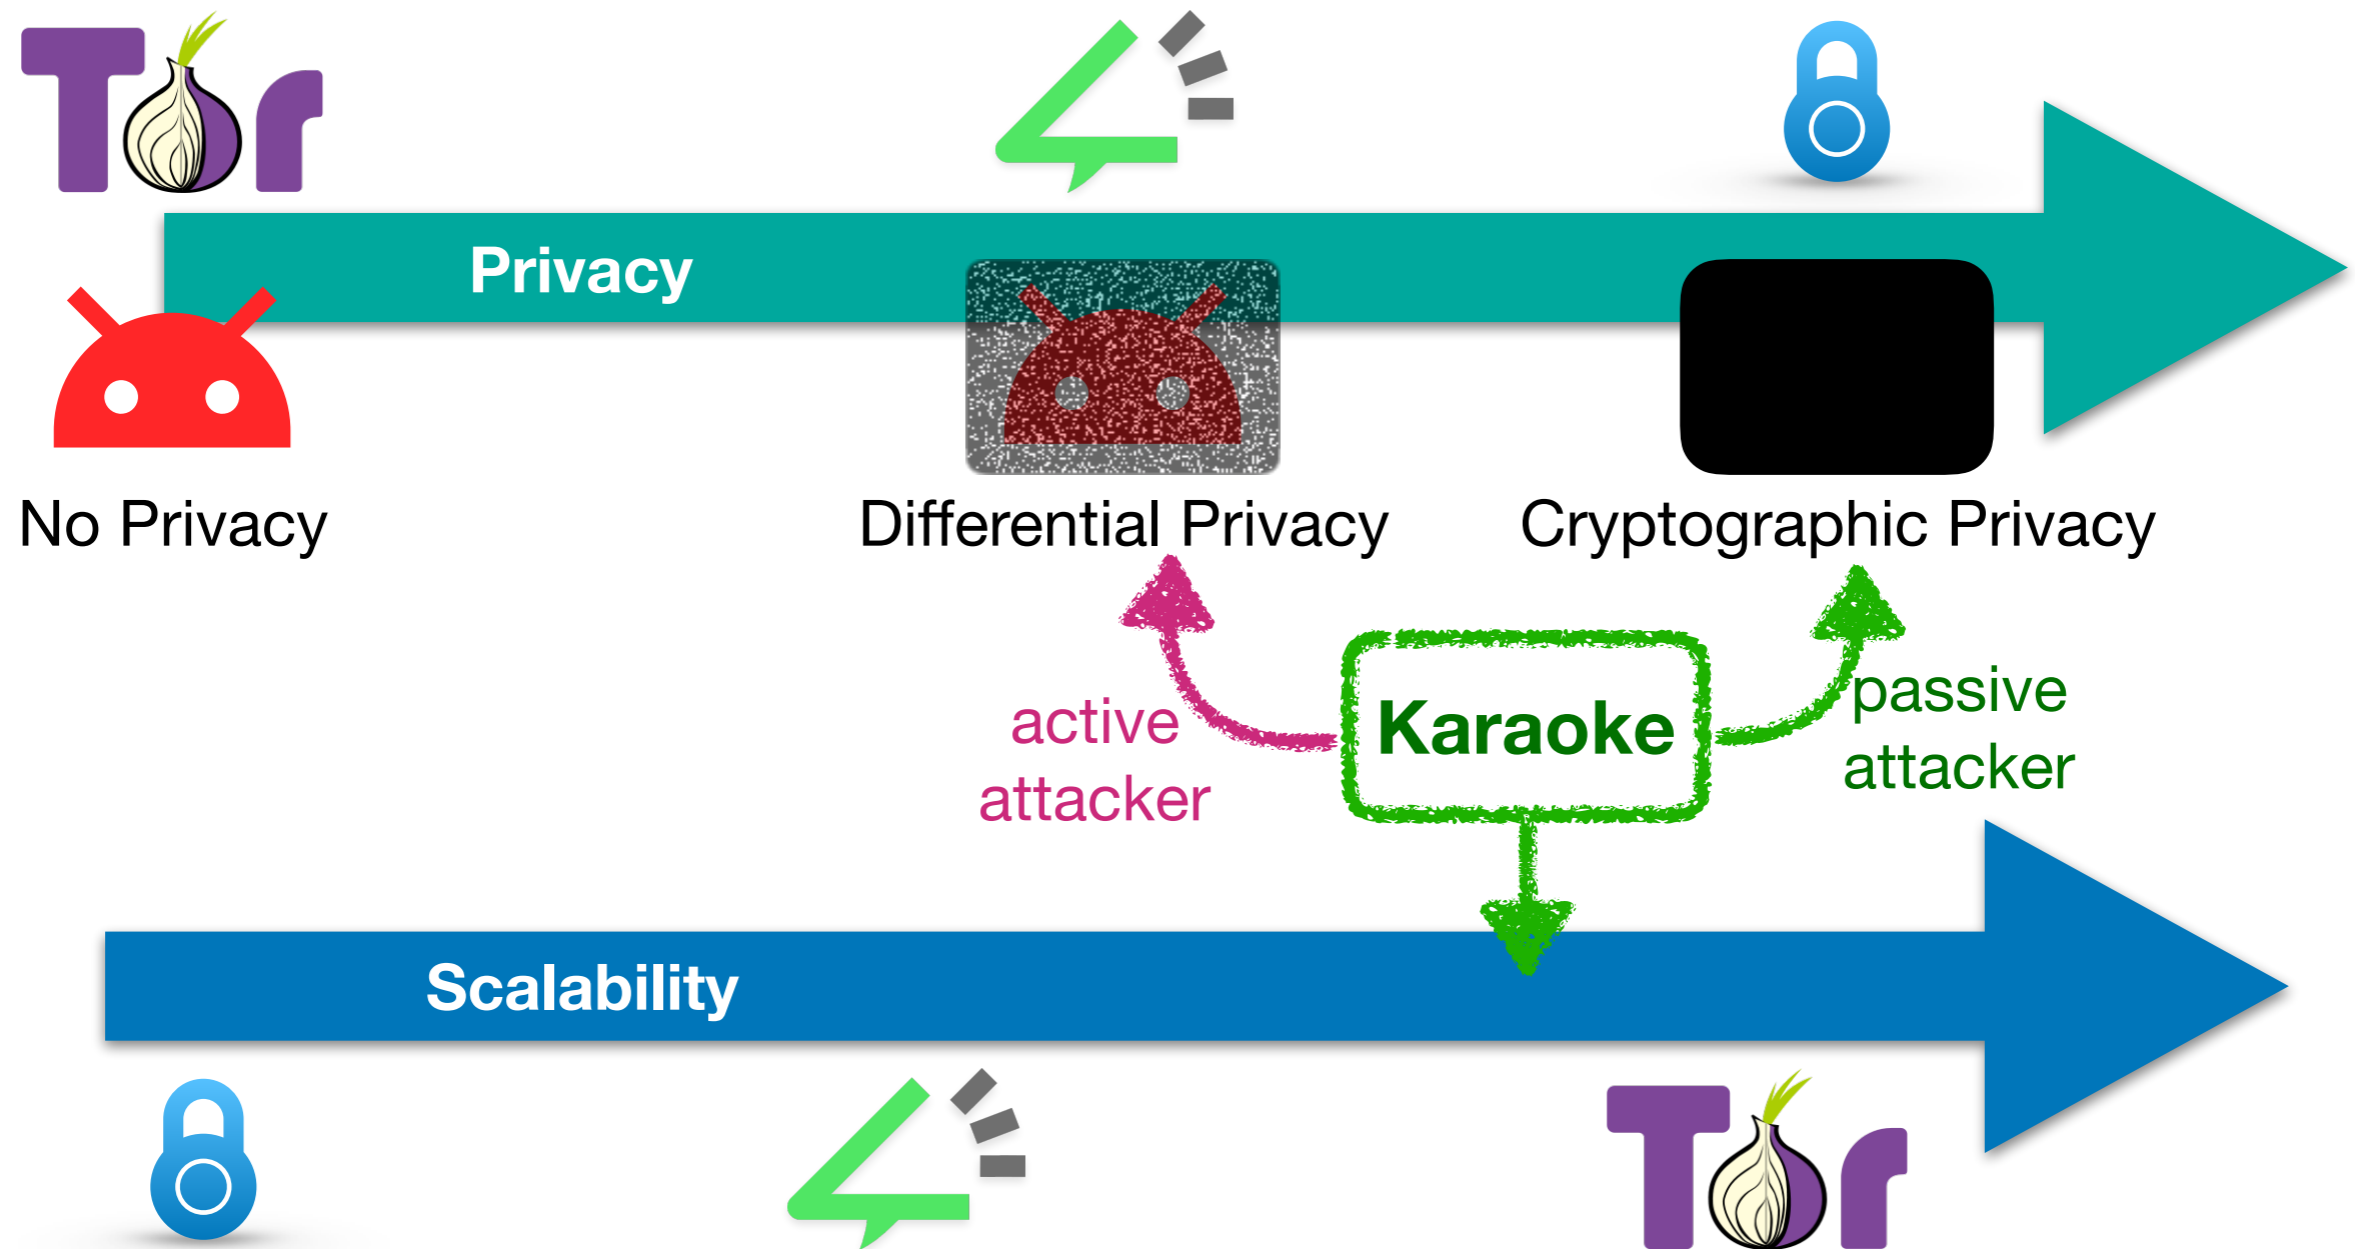 Tor
Privacy
No Privacy
Differential Privacy
Cryptographic Privacy
active
attacker
Karaoke
passive
attacker
Scalability
Tor